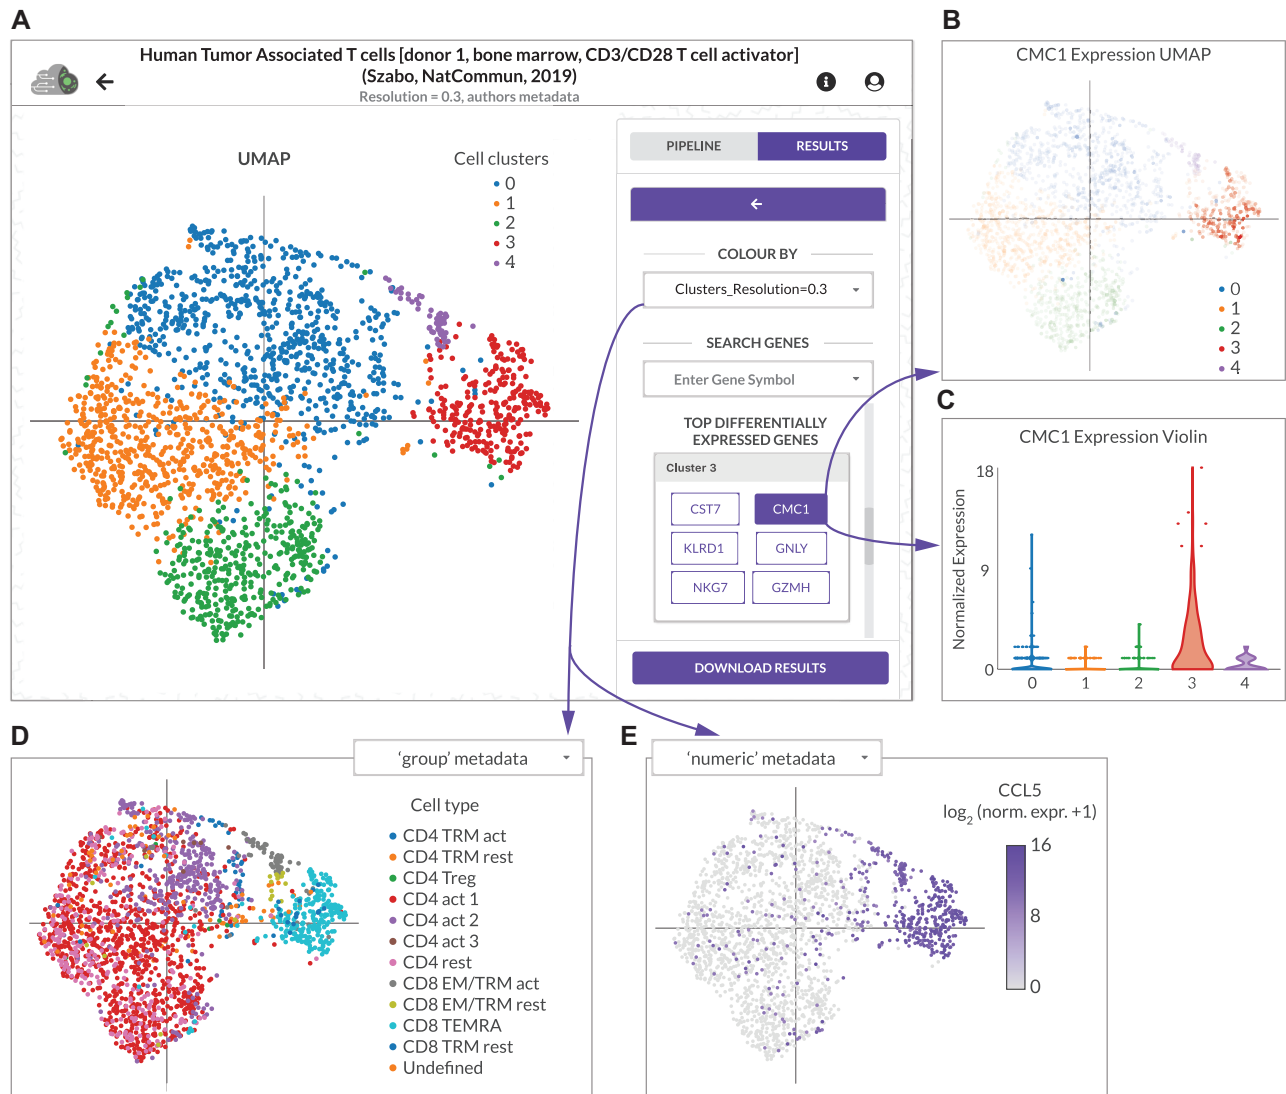 A
Human Tumor Associated T cells [donor 1, bone marrow, CD3/CD28 T cell activator]
(Szabo, NatCommun, 2019)
Resolution = 0.3, authors metadata
UMAP
Cell clusters
0
1
2
3
4
PIPELINE
RESULTS
COLOUR BY
Clusters_Resolution=0.3
SEARCH GENES
Enter Gene Symbol
TOP DIFFERENTIALLY
EXPRESSED GENES
Cluster 3
CST7
CMC1
KLRD1
GNLY
NKG7
GZMH
DOWNLOAD RESULTS
B
CMC1 Expression UMAP
0
1
2
3
4
C
CMC1 Expression Violin
Normalized Expression
18
9
0
0
1
2
3
4
D
'group' metadata
Cell type
CD4 TRM act
CD4 TRM rest
CD4 Treg
CD4 act 1
CD4 act 2
CD4 act 3
CD4 rest
CD8 EM/TRM act
CD8 EM/TRM rest
CD8 TEMRA
CD8 TRM rest
Undefined
E
'numeric' metadata
CCL5
log2 (norm. expr. +1)
16
8
0